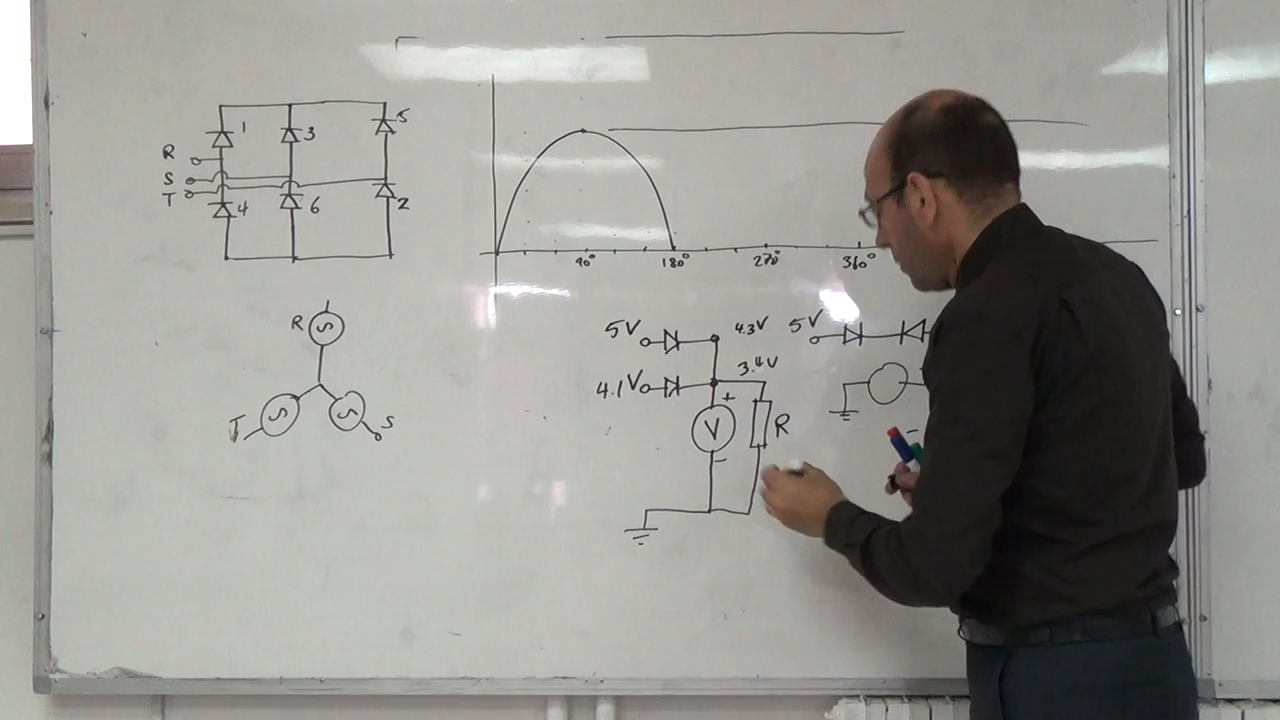 1 3 5
R
S
T
4 6 2
90° 180° 270° 360°
R
T S
5V 4.3V 5V
3.4V
4.1V
+
V R
-
-